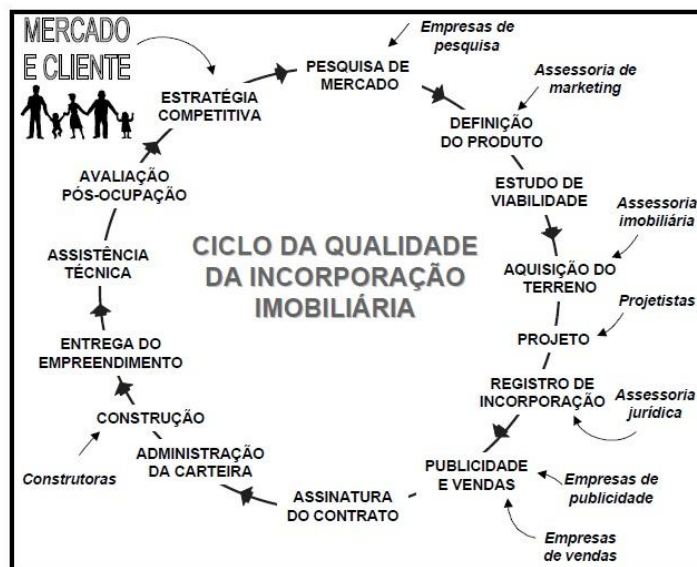 MERCADO
E CLIENTE
Empresas de
pesquisa
PESQUISA DE
MERCADO
Assessoria de
marketing
ESTRATÉGIA
COMPETITIVA
DEFINIÇÃO
DO PRODUTO
AVALIAÇÃO
PÓS-OCUPAÇÃO
ESTUDO DE
VIABILIDADE
Assessoria
imobiliária
CICLO DA QUALIDADE
DA INCORPORAÇÃO
IMOBILIÁRIA
ASSISTÊNCIA
TÉCNICA
AQUISIÇÃO DO
TERRENO
Projetistas
ENTREGA DO
EMPREENDIMENTO
PROJETO
REGISTRO DE
INCORPORAÇÃO
Assessoria
jurídica
CONSTRUÇÃO
Construtoras
ADMINISTRAÇÃO
DA CARTEIRA
PUBLICIDADE
E VENDAS
Empresas de
publicidade
ASSINATURA
DO CONTRATO
Empresas
de vendas